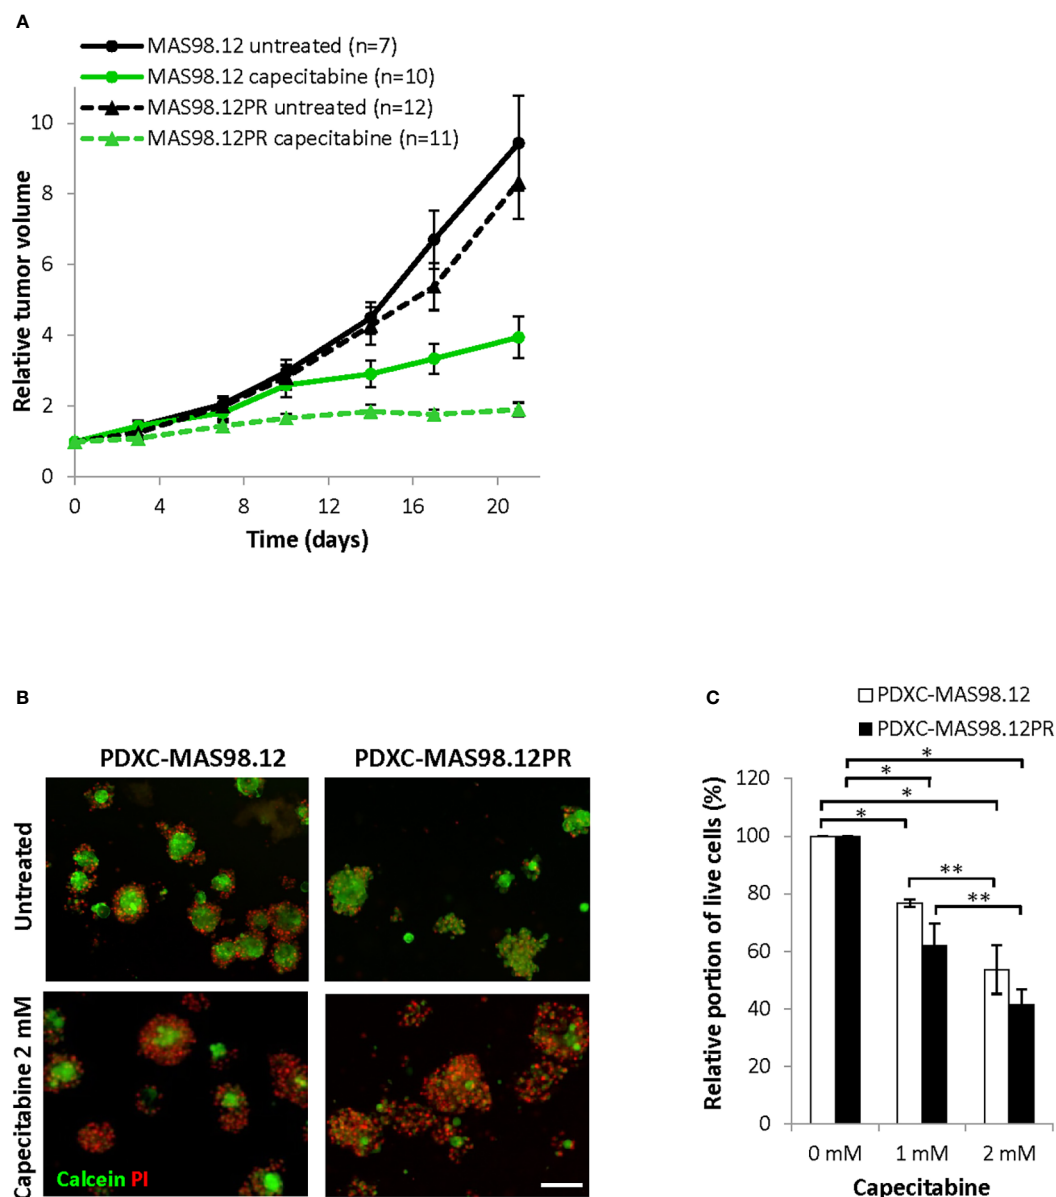 A
MAS98.12 untreated (n=7)
MAS98.12 capecitabine (n=10)
MAS98.12PR untreated (n=12)
MAS98.12PR capecitabine (n=11)
Relative tumor volume
10
8
6
4
2
0
0 4 8 12 16 20
Time (days)
B
PDXC-MAS98.12 PDXC-MAS98.12PR
Untreated
Capecitabine 2 mM
Calcein PI
C
PDXC-MAS98.12
PDXC-MAS98.12PR
Relative portion of live cells (%)
120
100
80
60
40
20
0
*
*
*
*
**
**
0 mM 1 mM 2 mM
Capecitabine